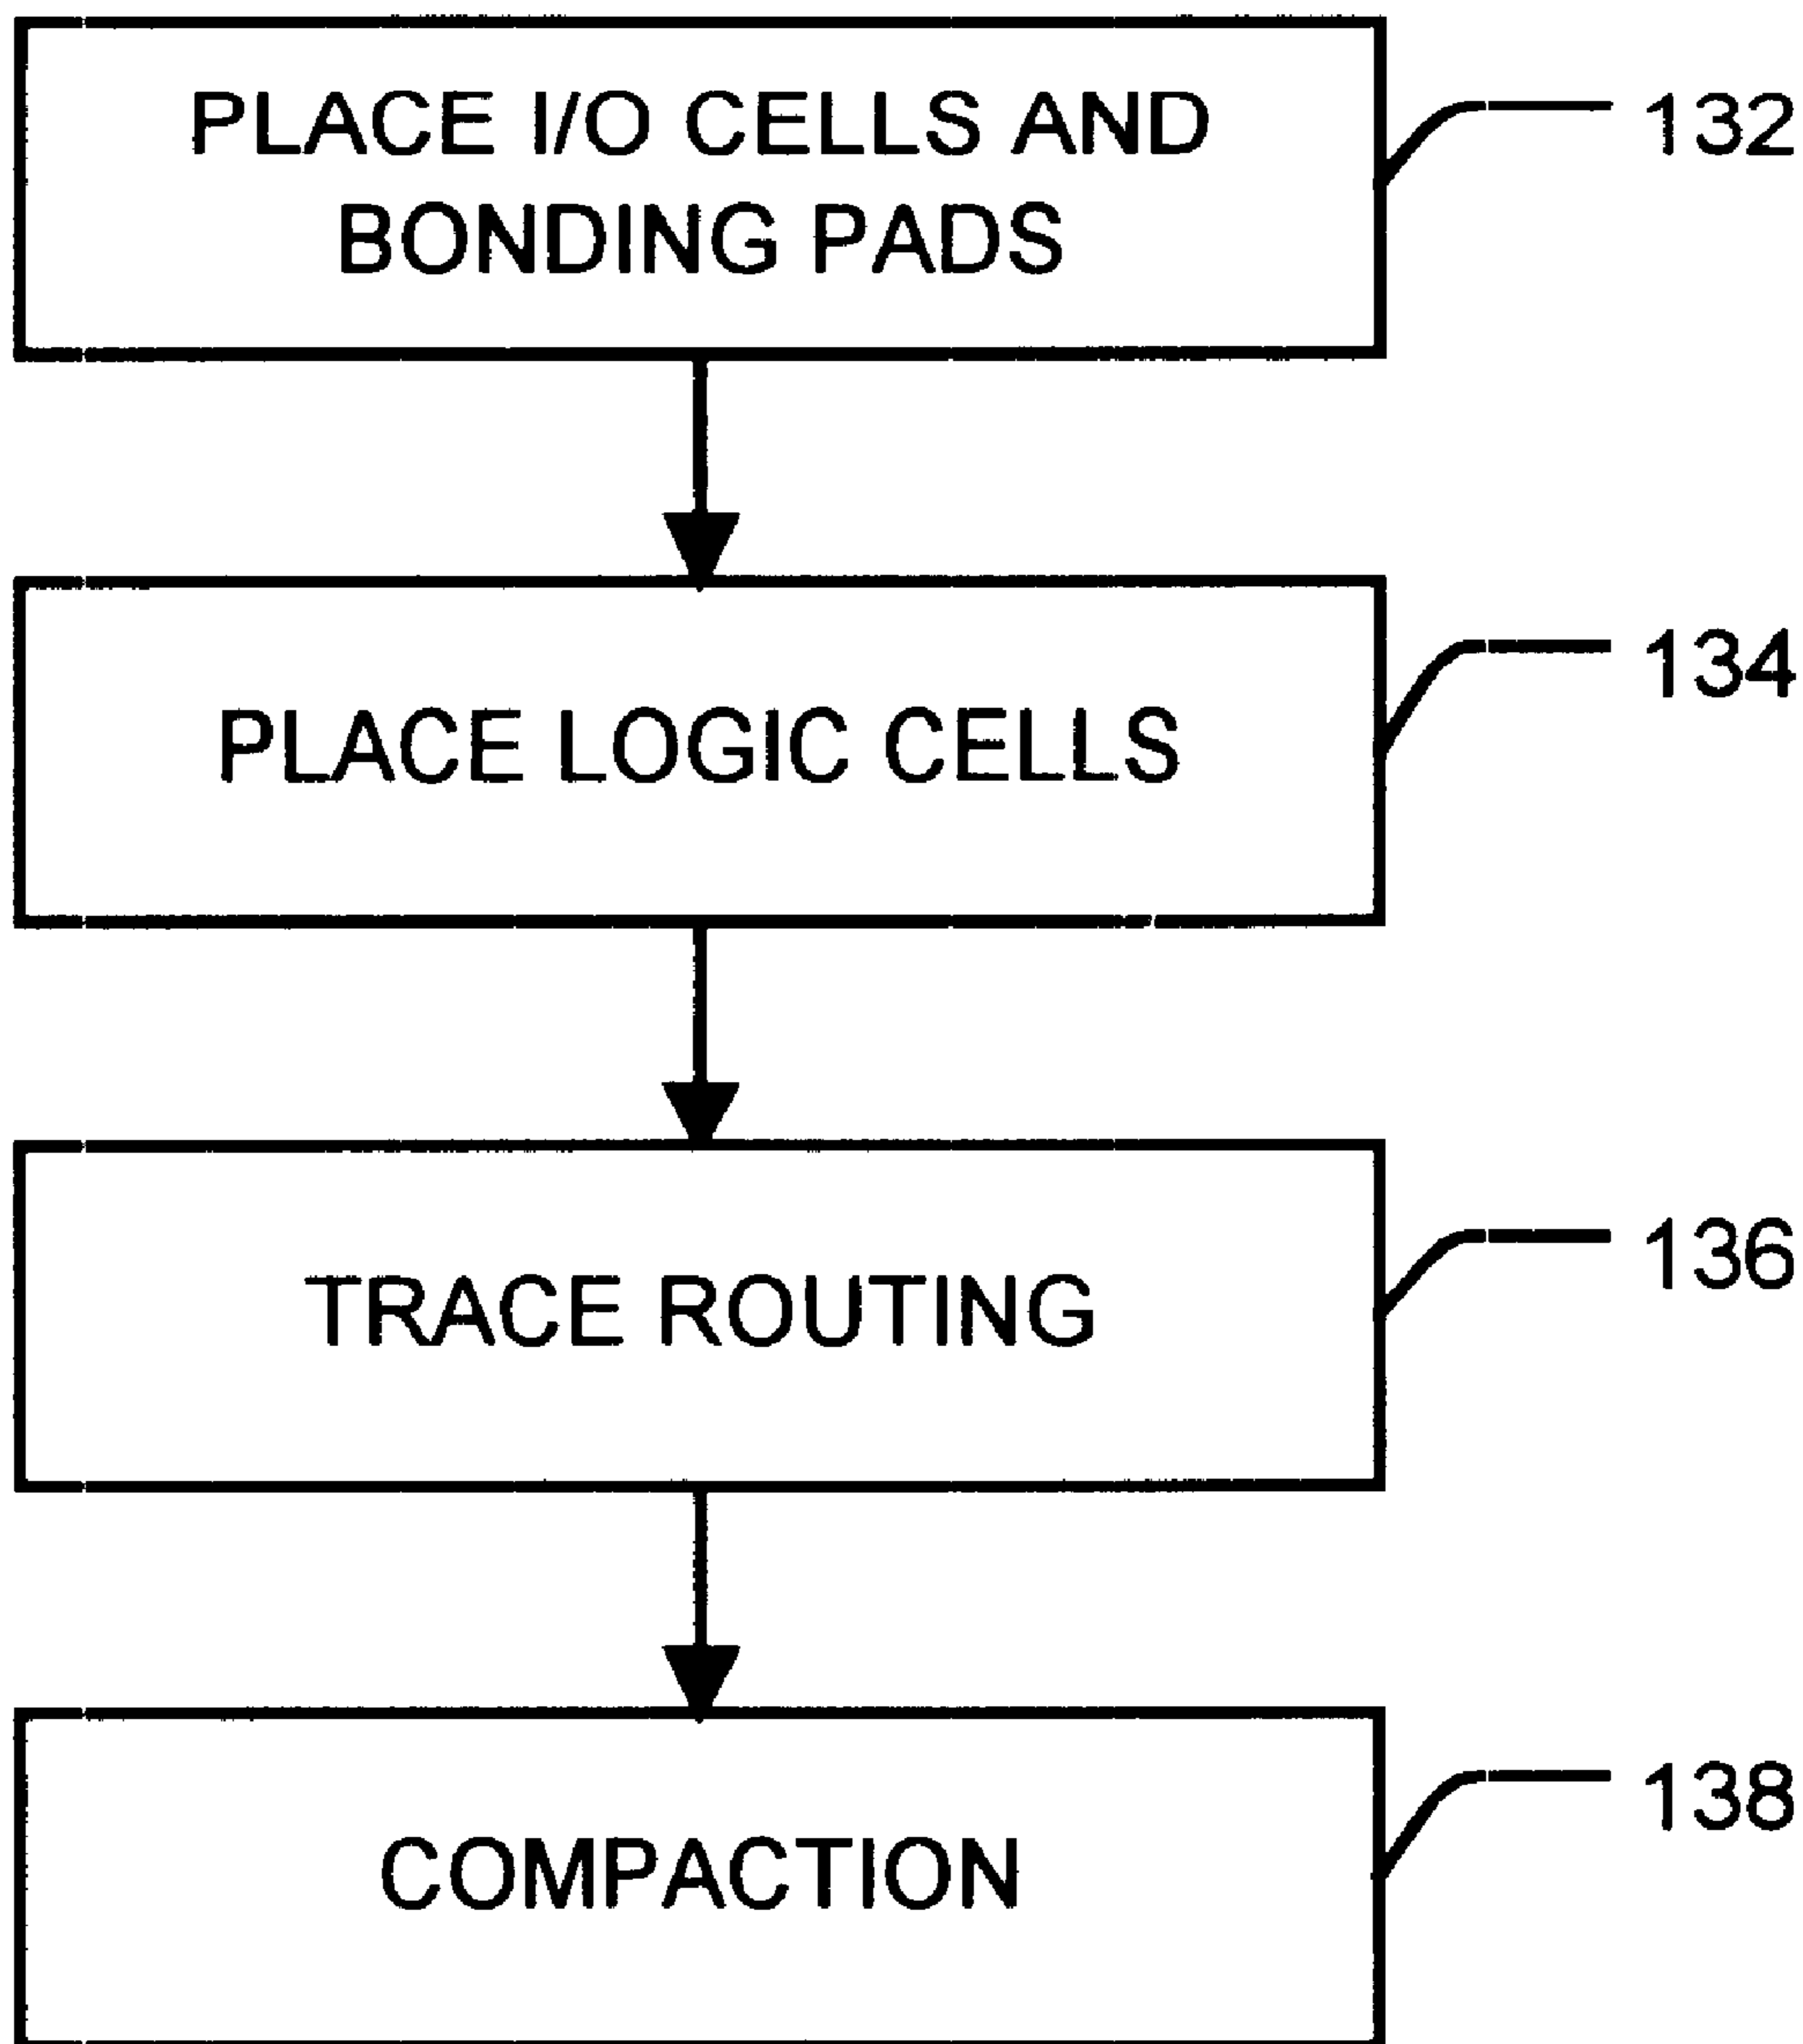 PLACE I/O CELLS AND
BONDING PADS
132
PLACE LOGIC CELLS
134
TRACE ROUTING
136
COMPACTION
138